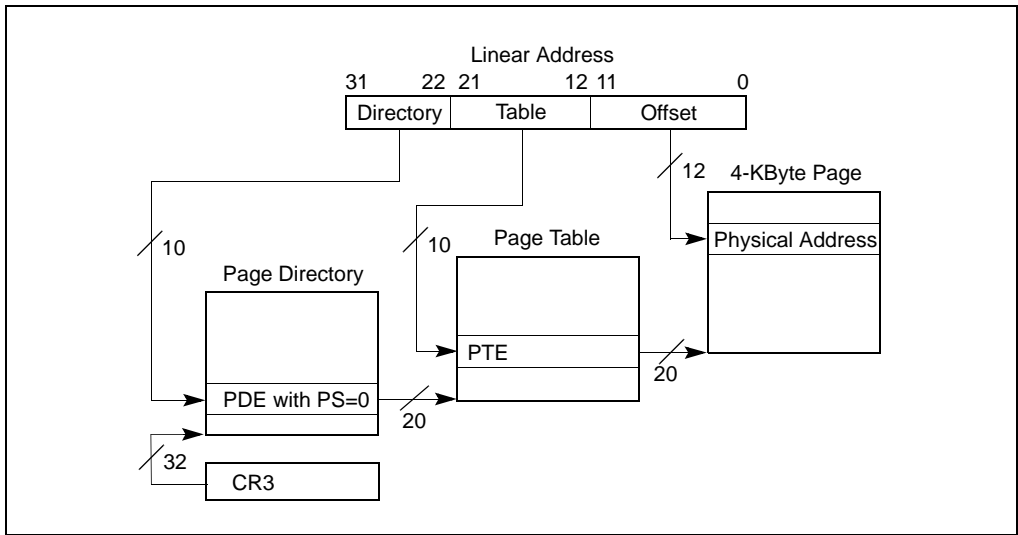 Linear Address
31 22 21 12 11 0
Directory Table Offset
12
4-KByte Page
Physical Address
10
10
Page Table
Page Directory
PTE
20
PDE with PS=0
20
32
CR3